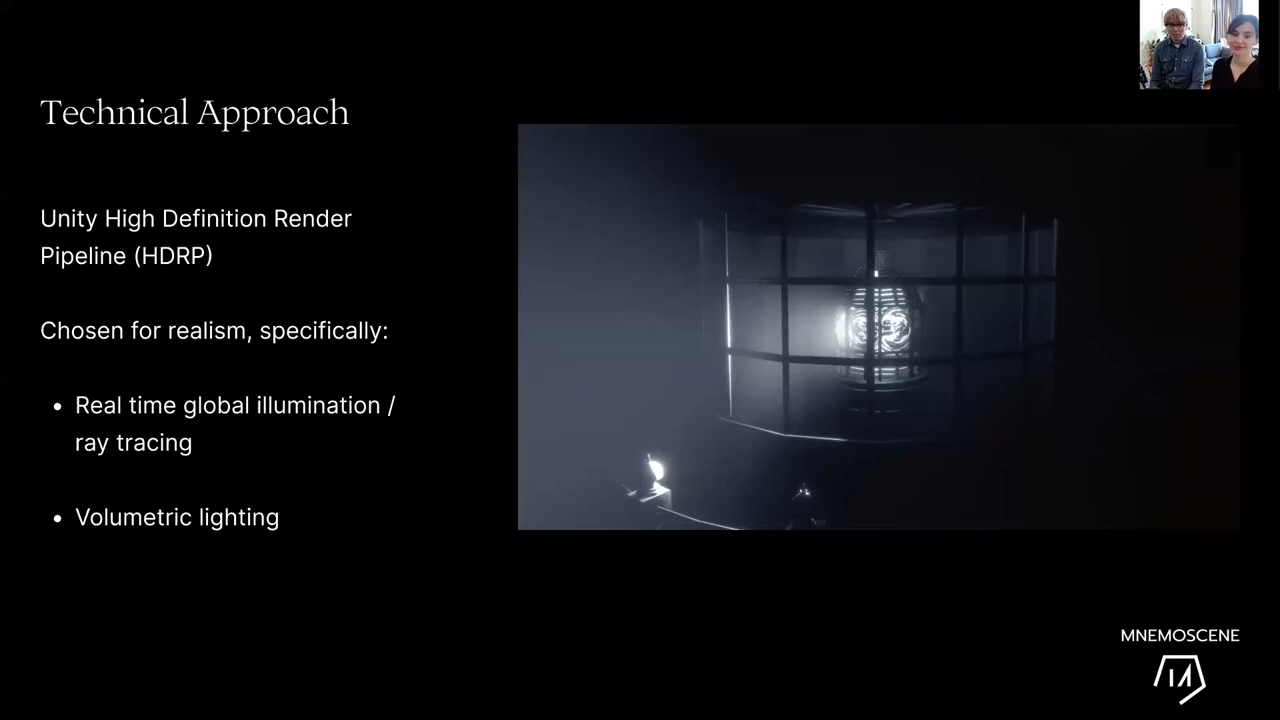 Technical Approach
Unity High Definition Render
Pipeline (HDRP)
Chosen for realism, specifically:
• Real time global illumination /
ray tracing
• Volumetric lighting
MNEMOSCENE